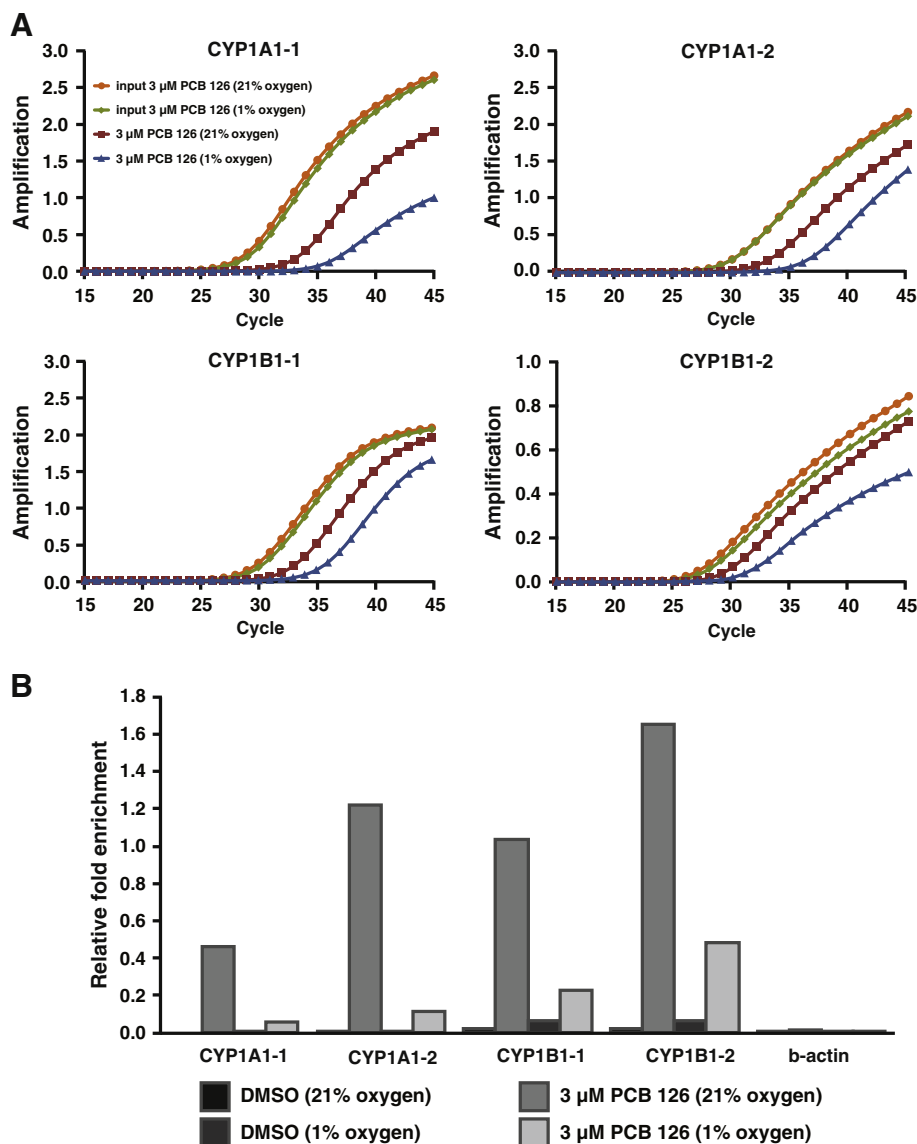 A
CYP1A1-1
3.0
2.5
2.0
1.5
1.0
0.5
0.0
Amplification
input 3 µM PCB 126 (21% oxygen)
input 3 µM PCB 126 (1% oxygen)
3 µM PCB 126 (21% oxygen)
3 µM PCB 126 (1% oxygen)
15 20 25 30 35 40 45
Cycle
CYP1A1-2
3.0
2.5
2.0
1.5
1.0
0.5
0.0
Amplification
15 20 25 30 35 40 45
Cycle
CYP1B1-1
3.0
2.5
2.0
1.5
1.0
0.5
0.0
Amplification
15 20 25 30 35 40 45
Cycle
CYP1B1-2
1.0
0.8
0.6
0.4
0.2
0.0
Amplification
15 20 25 30 35 40 45
Cycle
B
1.8
1.6
1.4
1.2
1.0
0.8
0.6
0.4
0.2
0.0
Relative fold enrichment
CYP1A1-1 CYP1A1-2 CYP1B1-1 CYP1B1-2 b-actin
DMSO (21% oxygen)
DMSO (1% oxygen)
3 µM PCB 126 (21% oxygen)
3 µM PCB 126 (1% oxygen)